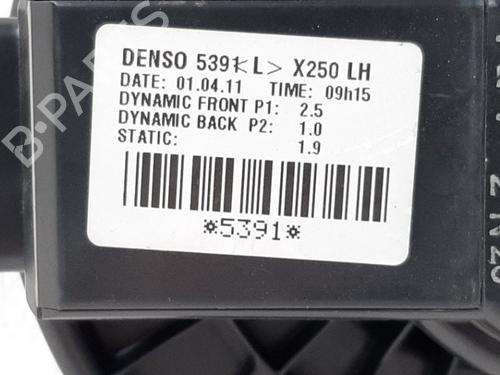 DENSO 5391<L> X250 LH
DATE: 01.04.11 TIME: 09h15
DYNAMIC FRONT P1: 2.5
DYNAMIC BACK P2: 1.0
STATIC: 1.9
*5391*
B-PARTS